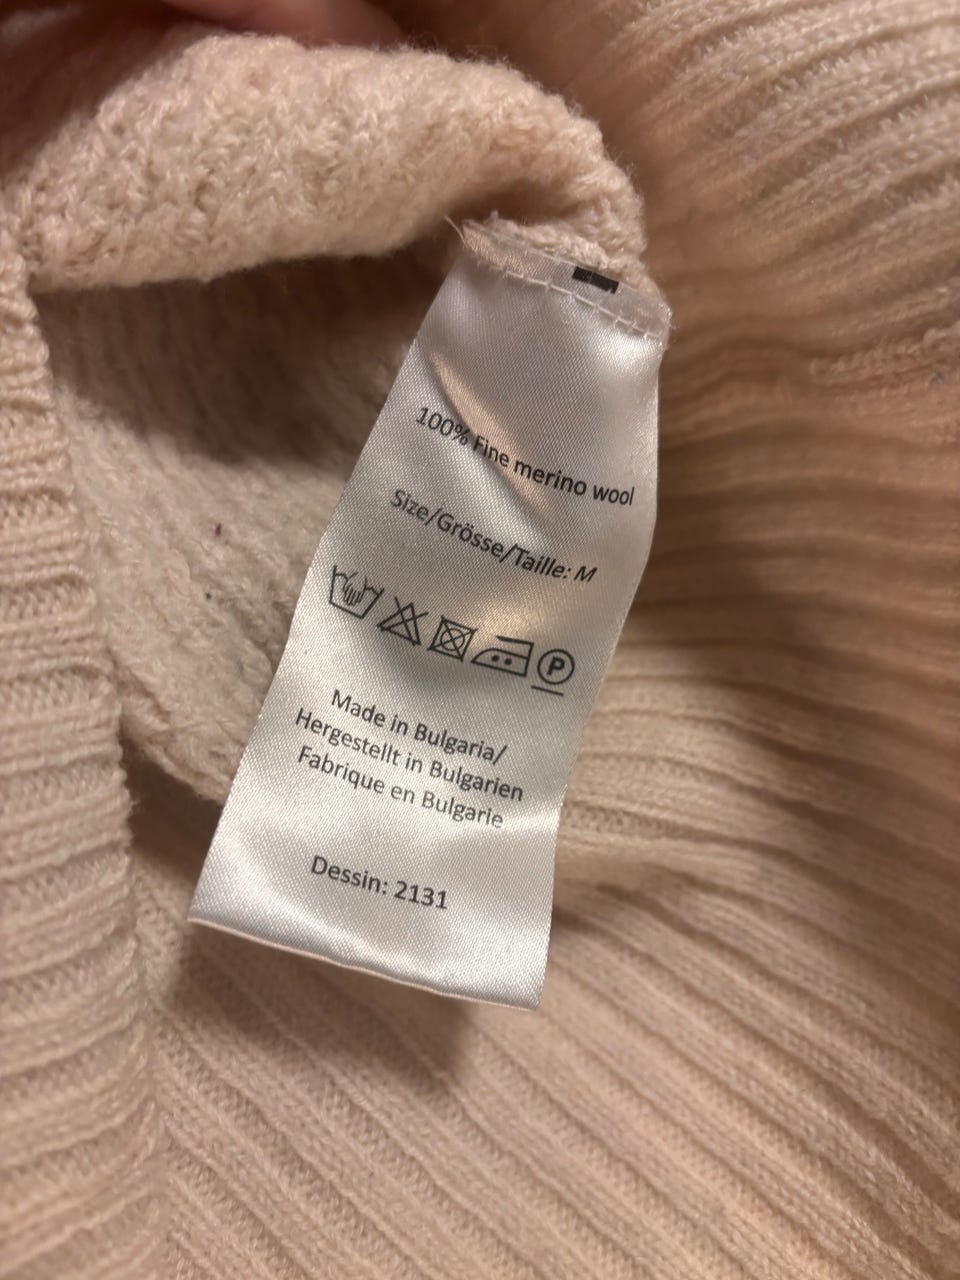 100% Fine merino wool
Size/Grösse/Taille: M
P
Made in Bulgaria/
Hergestellt in Bulgarien
Fabrique en Bulgarie
Dessin: 2131